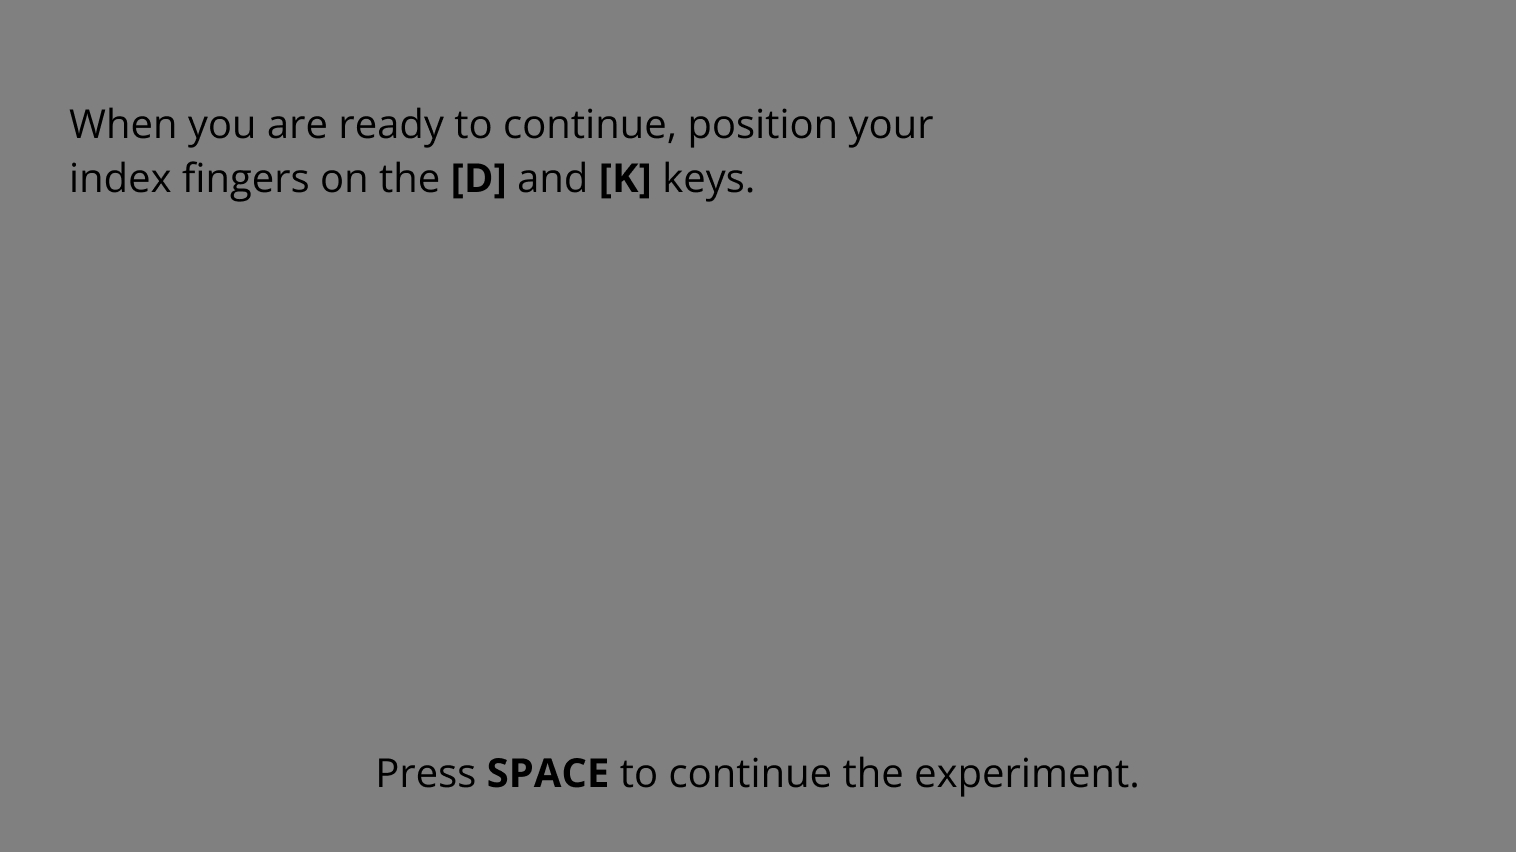 When you are ready to continue, position your
index fingers on the [D] and [K] keys.
Press SPACE to continue the experiment.